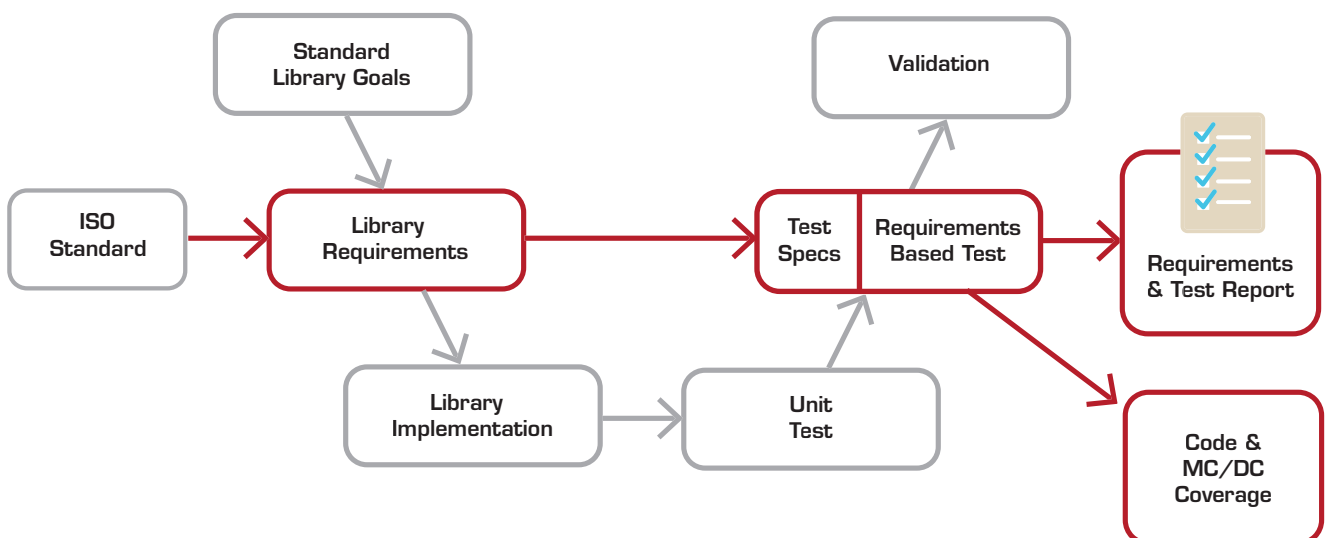 Standard
Library Goals
Validation
ISO
Standard
Library
Requirements
Test
Specs
Requirements
Based Test
Requirements
& Test Report
Library
Implementation
Unit
Test
Code &
MC/DC
Coverage